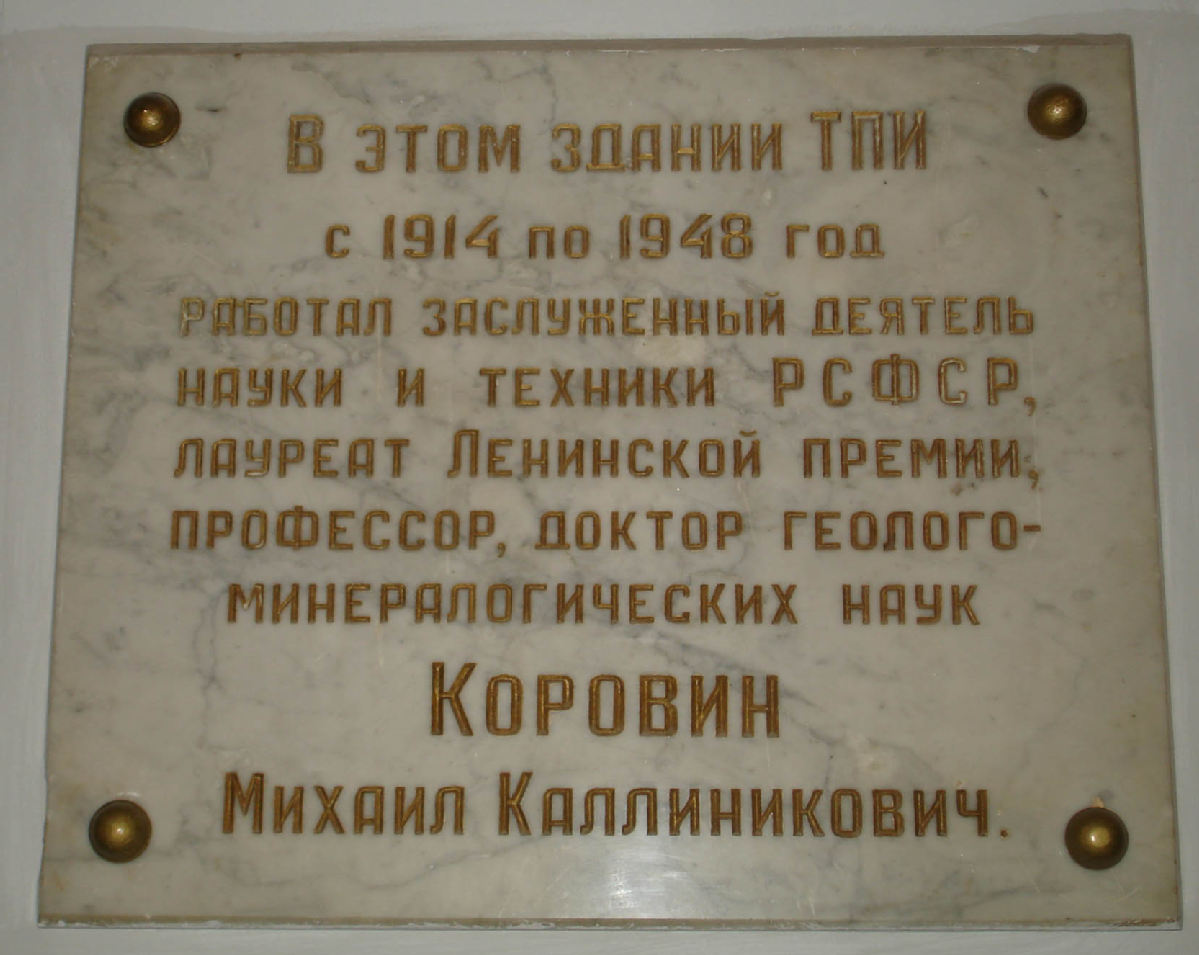 В этом здании ТПИ
с 1914 по 1948 год
работал заслуженный деятель
науки и техники РСФСР,
лауреат Ленинской премии,
профессор, доктор геолого-
минералогических наук
Коровин
Михаил Каллиникович.